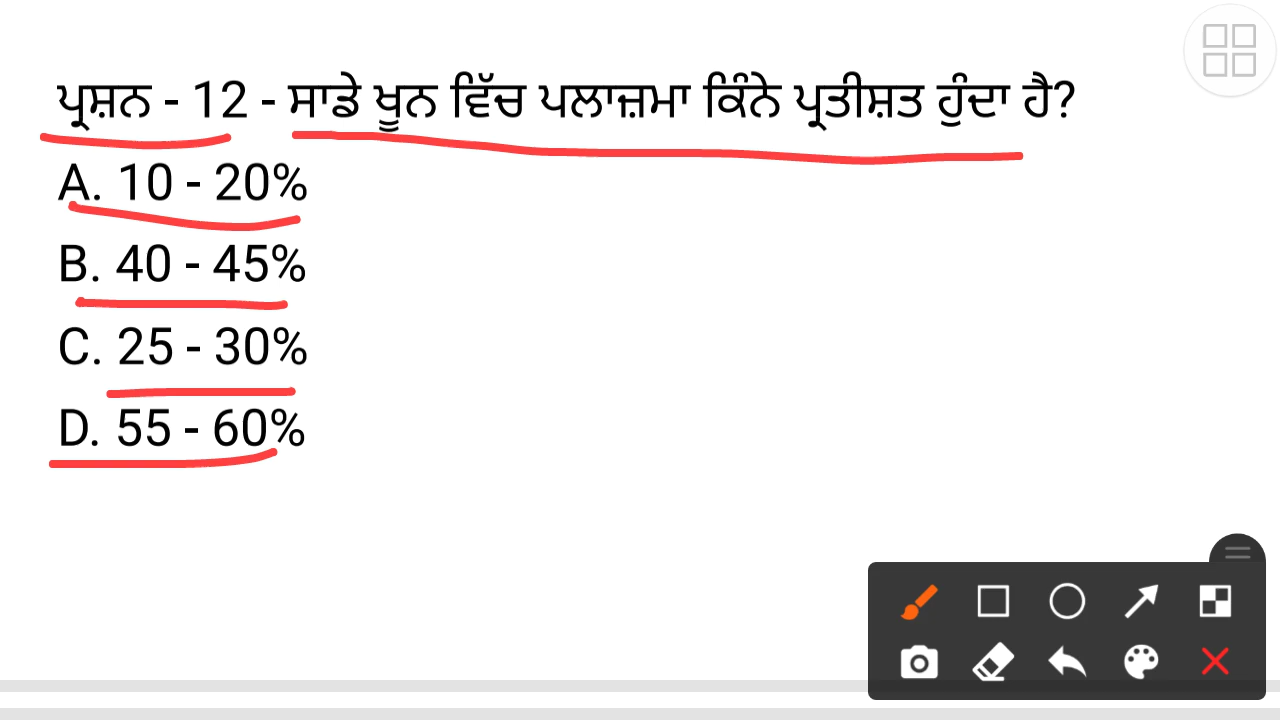 ਪ੍ਰਸ਼ਨ - 12 - ਸਾਡੇ ਖੂਨ ਵਿੱਚ ਪਲਾਜ਼ਮਾ ਕਿੰਨੇ ਪ੍ਰਤੀਸ਼ਤ ਹੁੰਦਾ ਹੈ?
A. 10 - 20%
B. 40 - 45%
C. 25 - 30%
D. 55 - 60%